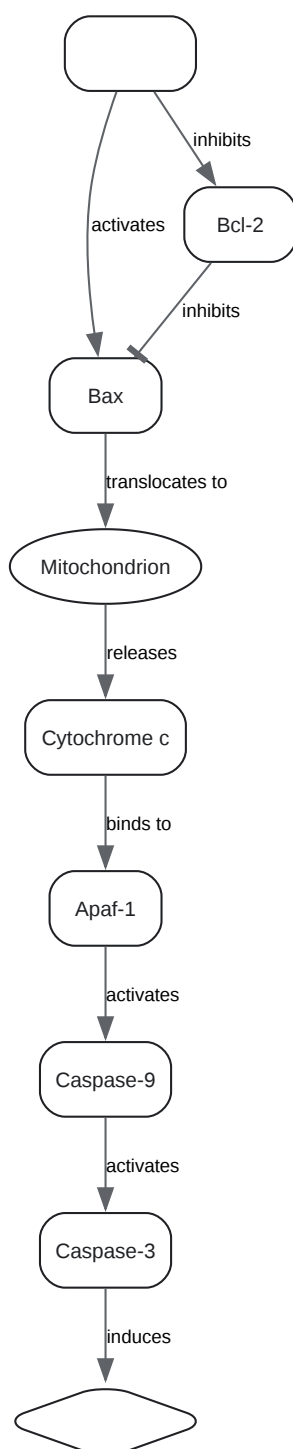 inhibits
Bcl-2
activates
inhibits
Bax
translocates to
Mitochondrion
releases
Cytochrome c
binds to
Apaf-1
activates
Caspase-9
activates
Caspase-3
induces